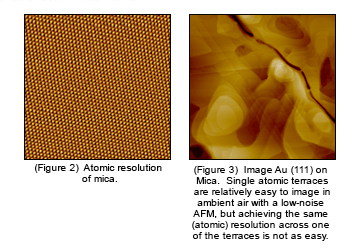 (Figure 2) Atomic resolution
of mica.
(Figure 3) Image Au (111) on
Mica. Single atomic terraces
are relatively easy to image in
ambient air with a low-noise
AFM, but achieving the same
(atomic) resolution across one
of the terraces is not as easy.